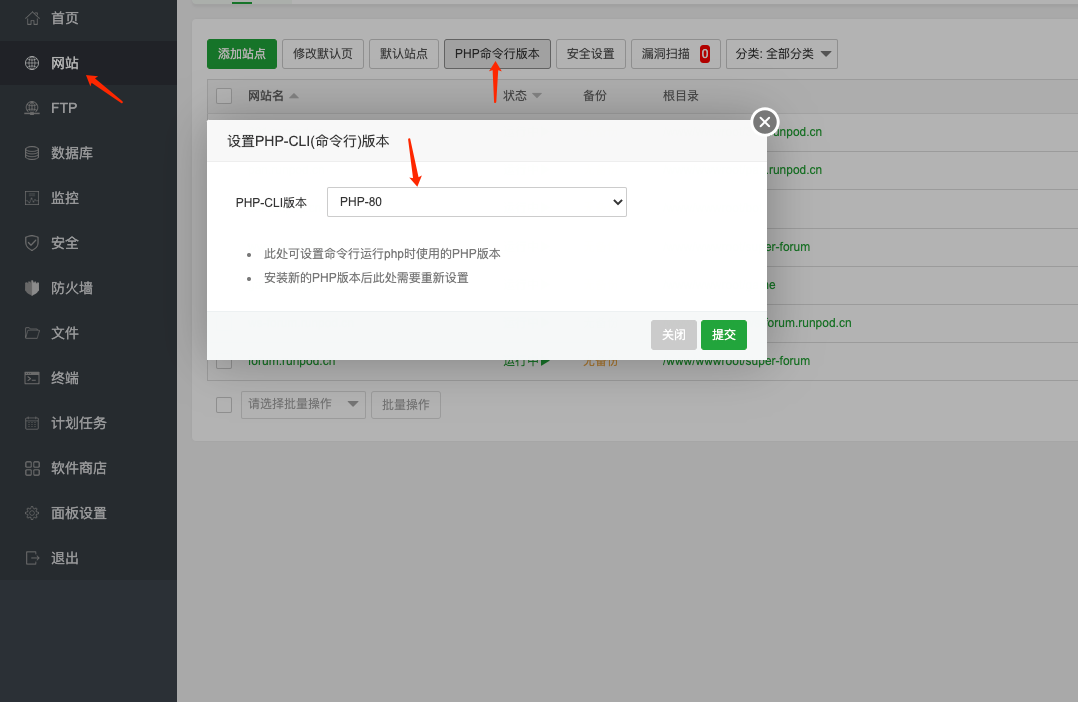 首页
网站
FTP
数据库
监控
安全
防火墙
文件
终端
计划任务
软件商店
面板设置
退出
添加站点 修改默认页 默认站点 PHP命令行版本 安全设置 漏洞扫描 0 分类: 全部分类
网站名 状态 备份 根目录
unpod.cn
设置PHP-CLI(命令行)版本
.runpod.cn
PHP-CLI版本 PHP-80
er-forum
此处可设置命令行运行php时使用的PHP版本
安装新的PHP版本后此处需要重新设置
forum.runpod.cn
关闭 提交
forum.runpod.cn 运行中 无备份 /www/wwwroot/super-forum
请选择批量操作 批量操作